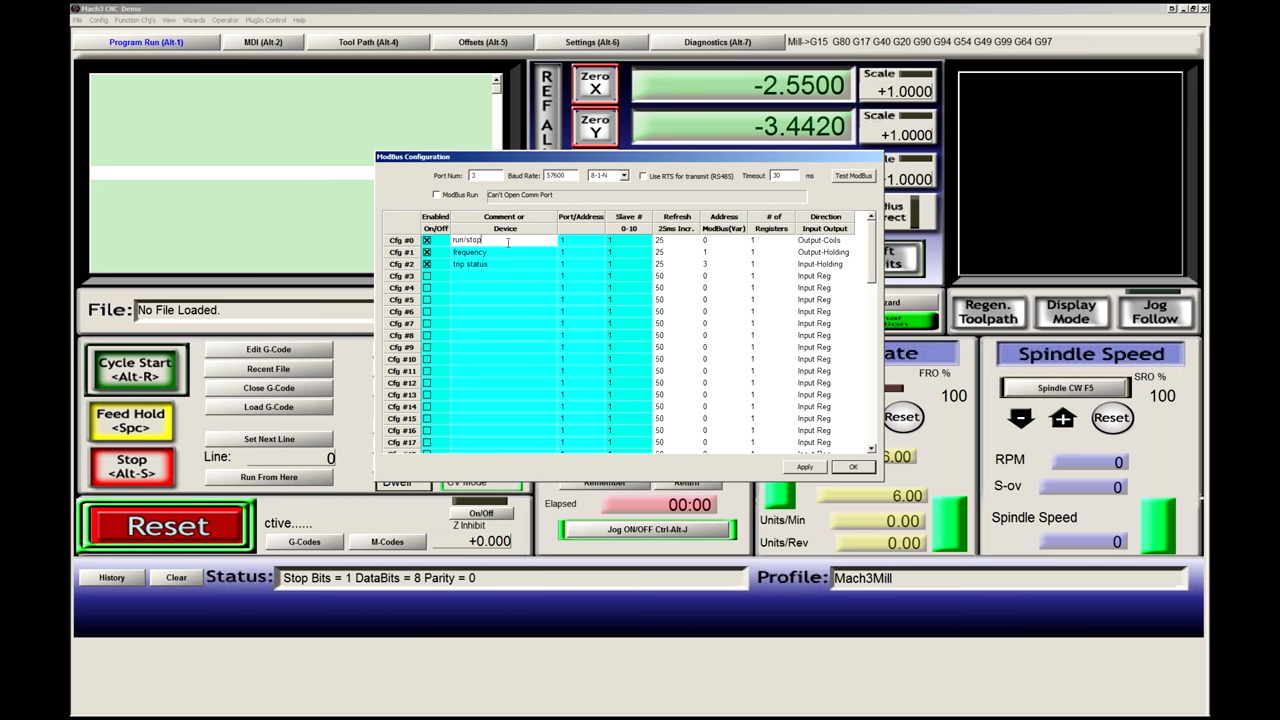 Mach3 CNC Demo
File Config Function Cfg's View Wizards Operator PlugIn Control Help
Program Run (Alt-1) MDI (Alt-2) Tool Path (Alt-4) Offsets (Alt-5) Settings (Alt-6) Diagnostics (Alt-7) Mill->G15 G80 G17 G40 G20 G90 G94 G54 G49 G99 G64 G97
REF AL
Zero X -2.5500 Scale +1.0000
Zero Y -3.4420 Scale +1.0000
ModBus Configuration
Port Num: 3 Baud Rate: 57600 8-1-N Use RTS for transmit (RS485) Timeout 30 ms Test ModBus
ModBus Run Can't Open Comm Port
Enabled Comment or Port/Address Slave # Refresh Address # of Direction
On/Off Device 0-10 25ms Incr. ModBus(Var) Registers Input Output
Cfg #0 run/stop 1 1 25 0 1 Output-Coils
Cfg #1 frequency 1 1 25 1 1 Output-Holding
Cfg #2 trip status 1 1 25 3 1 Input-Holding
Cfg #3 1 1 50 0 1 Input Reg
Cfg #4 1 1 50 0 1 Input Reg
Cfg #5 1 1 50 0 1 Input Reg
Cfg #6 1 1 50 0 1 Input Reg
Cfg #7 1 1 50 0 1 Input Reg
Cfg #8 1 1 50 0 1 Input Reg
Cfg #9 1 1 50 0 1 Input Reg
Cfg #10 1 1 50 0 1 Input Reg
Cfg #11 1 1 50 0 1 Input Reg
Cfg #12 1 1 50 0 1 Input Reg
Cfg #13 1 1 50 0 1 Input Reg
Cfg #14 1 1 50 0 1 Input Reg
Cfg #15 1 1 50 0 1 Input Reg
Cfg #16 1 1 50 0 1 Input Reg
Cfg #17 1 1 50 0 1 Input Reg
Apply OK
File: No File Loaded.
Regen. Toolpath Display Mode Jog Follow
Cycle Start <Alt-R>
Feed Hold <Spc>
Stop <Alt-S>
Edit G-Code
Recent File
Close G-Code
Load G-Code
Set Next Line
Line: 0
Run From Here
Reset
ctive......
G-Codes M-Codes
On/Off
Z Inhibit
+0.000
Dwell CV Mode
Remember Return
Elapsed 00:00
Jog ON/OFF Ctrl-Alt-J
FRO %
100
Reset
6.00
6.00
Units/Min 0.00
Units/Rev 0.00
Spindle Speed
Spindle CW F5 SRO %
100
Reset
RPM 0
S-ov 0
Spindle Speed
0
History Clear Status: Stop Bits = 1 DataBits = 8 Parity = 0 Profile: Mach3Mill